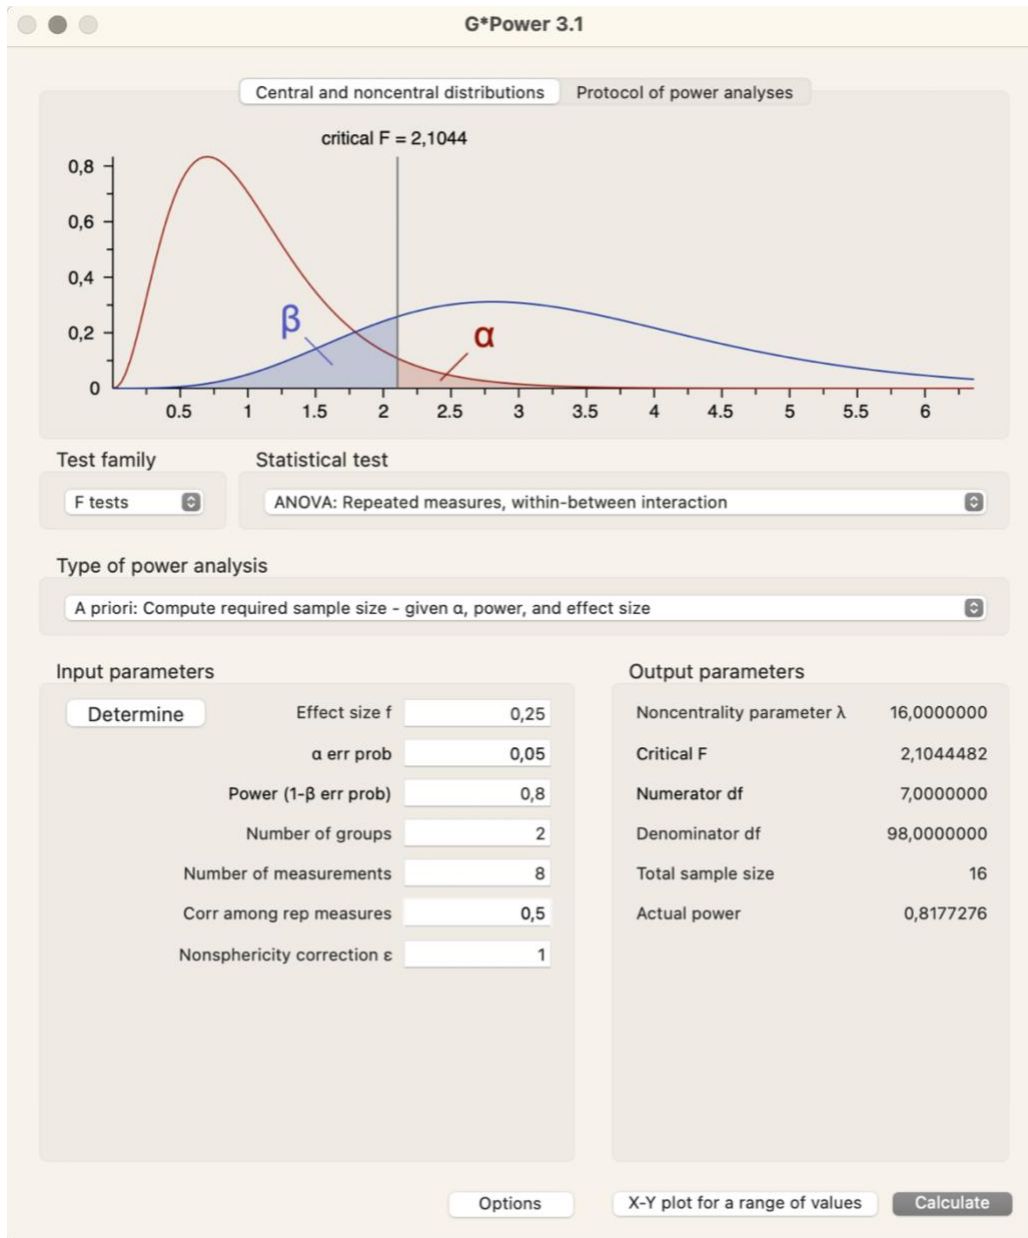 G*Power 3.1
Central and noncentral distributions Protocol of power analyses
critical F = 2,1044
0,8
0,6
0,4
0,2
0
β
α
0.5 1 1.5 2 2.5 3 3.5 4 4.5 5 5.5 6
Test family Statistical test
F tests ANOVA: Repeated measures, within-between interaction
Type of power analysis
A priori: Compute required sample size - given α, power, and effect size
Input parameters Output parameters
Determine Effect size f 0,25 Noncentrality parameter λ 16,0000000
α err prob 0,05 Critical F 2,1044482
Power (1-β err prob) 0,8 Numerator df 7,0000000
Number of groups 2 Denominator df 98,0000000
Number of measurements 8 Total sample size 16
Corr among rep measures 0,5 Actual power 0,8177276
Nonsphericity correction ε 1
Options X-Y plot for a range of values Calculate